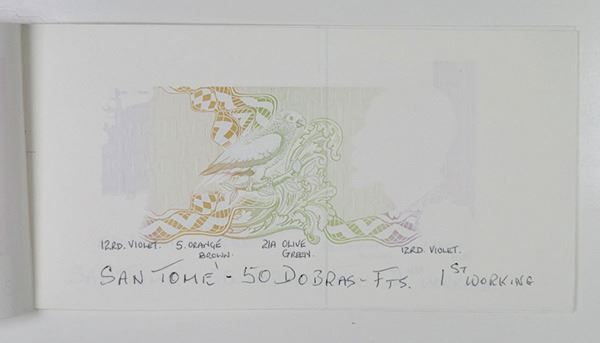 12RD. VIOLET. 5. ORANGE BROWN. 21A OLIVE GREEN. 12RD. VIOLET.
SAN TOMÉ - 50 DOBRAS - FTS. 1ST WORKING